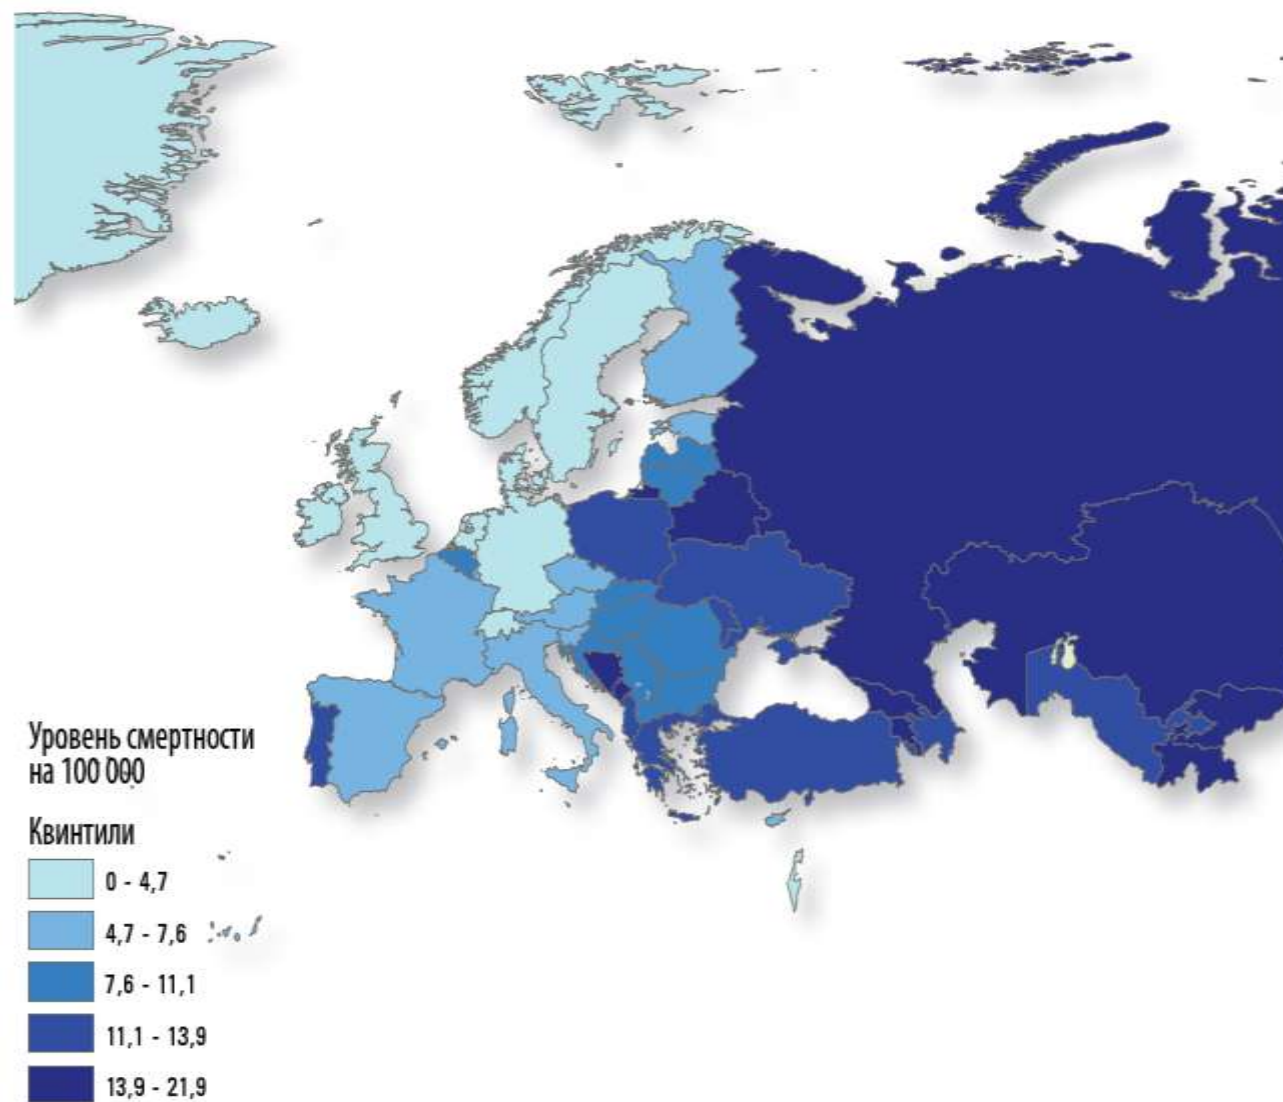 Уровень смертности
на 100 000
Квинтили
0 - 4,7
4,7 - 7,6
7,6 - 11,1
11,1 - 13,9
13,9 - 21,9